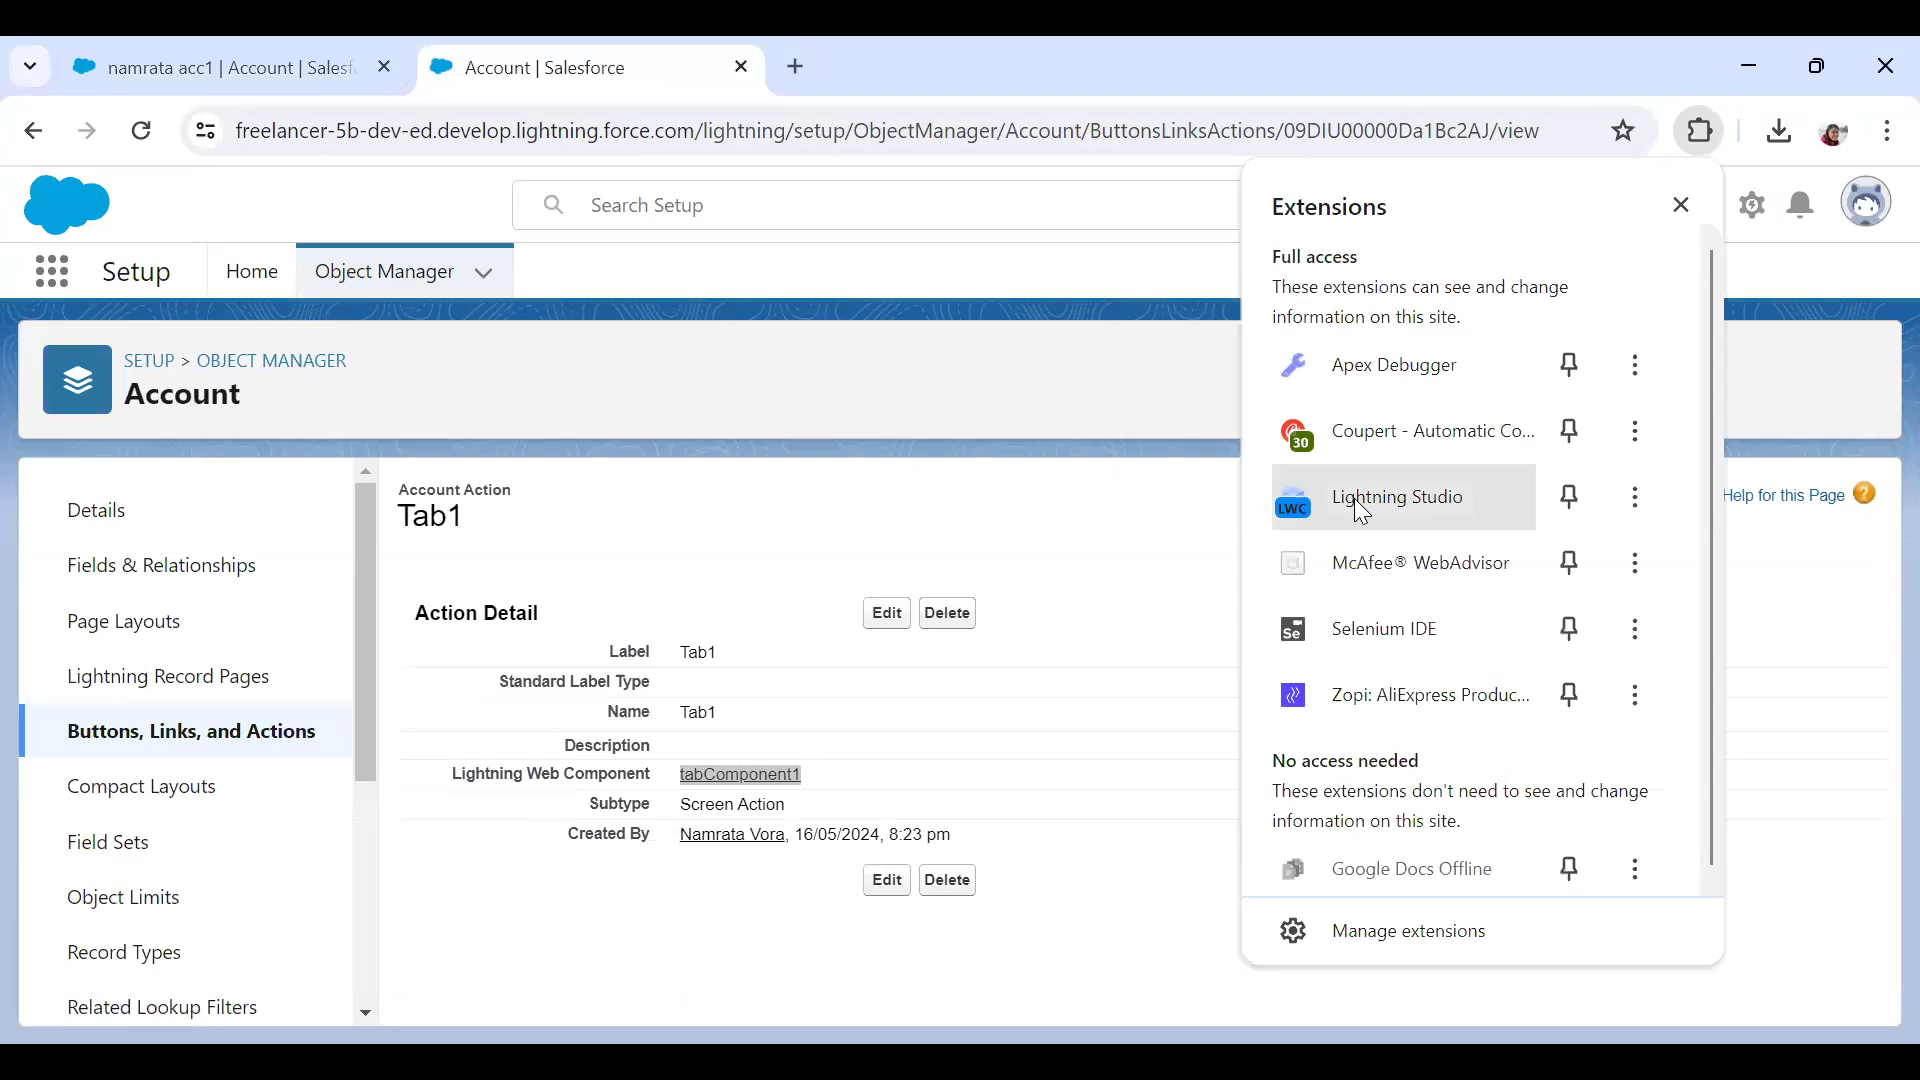 namrata acc1 | Account | Salesf
Account | Salesforce
freelancer-5b-dev-ed.develop.lightning.force.com/lightning/setup/ObjectManager/Account/ButtonsLinksActions/09DIU00000Da1Bc2AJ/view
Search Setup
Setup
Home
Object Manager
SETUP > OBJECT MANAGER
Account
Details
Fields & Relationships
Page Layouts
Lightning Record Pages
Buttons, Links, and Actions
Compact Layouts
Field Sets
Object Limits
Record Types
Related Lookup Filters
Account Action
Tab1
Help for this Page
Action Detail
Edit Delete
Label Tab1
Standard Label Type
Name Tab1
Description
Lightning Web Component tabComponent1
Subtype Screen Action
Created By Namrata Vora, 16/05/2024, 8:23 pm
Edit Delete
Extensions
Full access
These extensions can see and change
information on this site.
Apex Debugger
30 Coupert - Automatic Co...
LWC Lightning Studio
McAfee® WebAdvisor
Se Selenium IDE
Zopi: AliExpress Produc...
No access needed
These extensions don't need to see and change
information on this site.
Google Docs Offline
Manage extensions